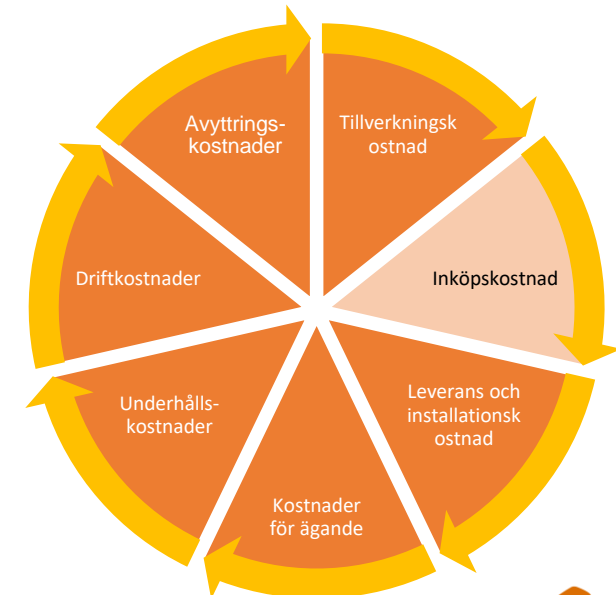 Tillverkningsk
ostnad
Inköpskostnad
Leverans och
installationsk
ostnad
Kostnader
för ägande
Underhålls-
kostnader
Driftkostnader
Avyttrings-
kostnader